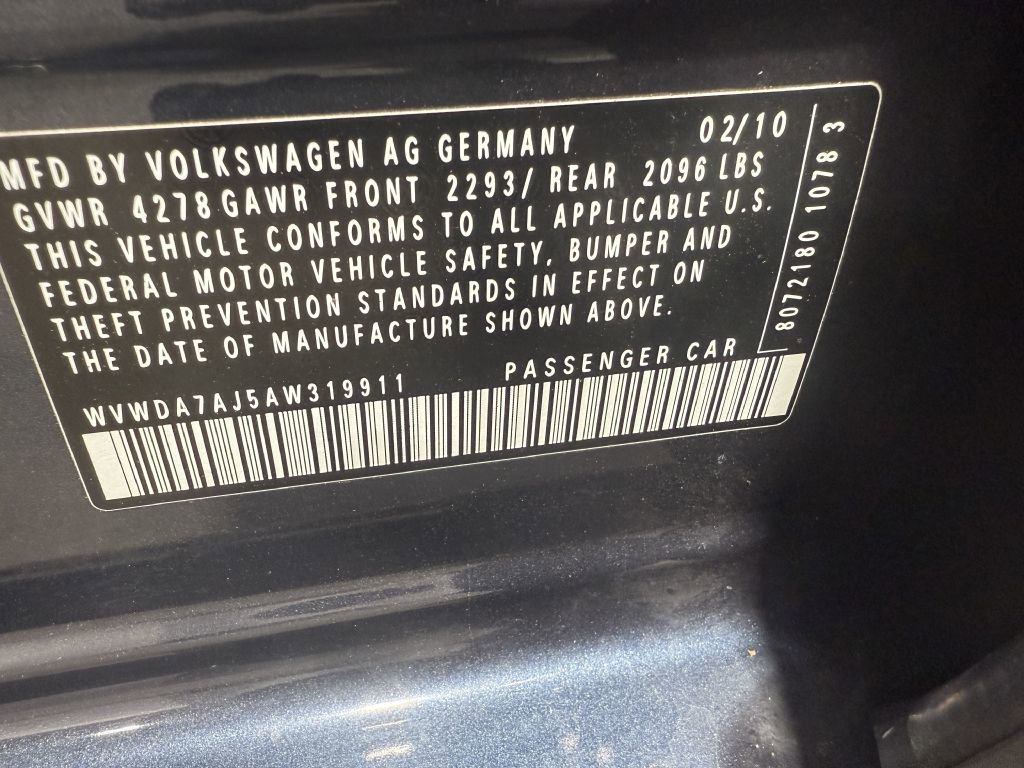 MFD BY VOLKSWAGEN AG GERMANY 02/10
GVWR 4278 GAWR FRONT 2293/ REAR 2096 LBS
THIS VEHICLE CONFORMS TO ALL APPLICABLE U.S.
FEDERAL MOTOR VEHICLE SAFETY, BUMPER AND
THEFT PREVENTION STANDARDS IN EFFECT ON
THE DATE OF MANUFACTURE SHOWN ABOVE.
WVWDA7AJ5AW319911 PASSENGER CAR
8072180 1078 3